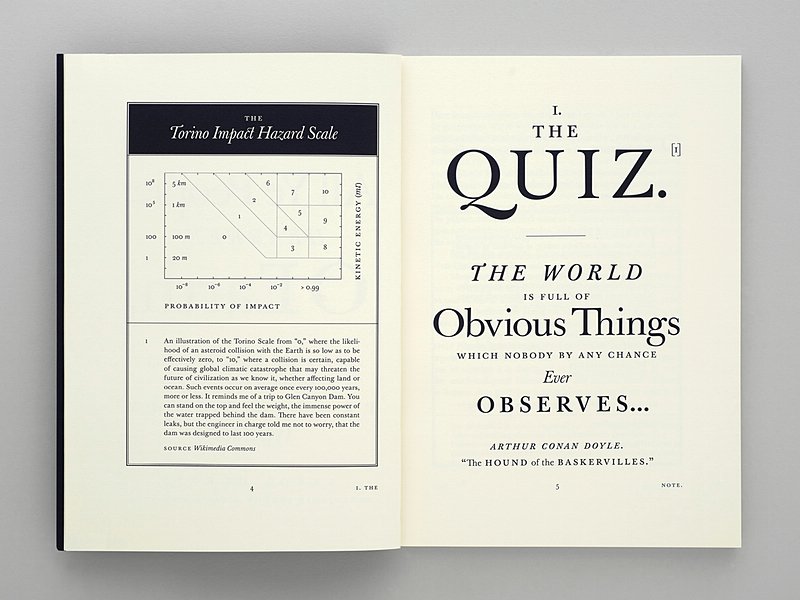 THE
Torino Impact Hazard Scale
10⁸ 5 km 6 7 10
10⁵ 1 km 1 2 5 9
4
100 100 m 0 3 8
1 20 m
10⁻⁸ 10⁻⁶ 10⁻⁴ 10⁻² > 0.99
KINETIC ENERGY (mt)
PROBABILITY OF IMPACT
1 An illustration of the Torino Scale from “0,” where the likeli-
hood of an asteroid collision with the Earth is so low as to be
effectively zero, to “10,” where a collision is certain, capable
of causing global climatic catastrophe that may threaten the
future of civilization as we know it, whether affecting land or
ocean. Such events occur on average once every 100,000 years,
more or less. It reminds me of a trip to Glen Canyon Dam. You
can stand on the top and feel the weight, the immense power of
the water trapped behind the dam. There have been constant
leaks, but the engineer in charge told me not to worry, that the
dam was designed to last 100 years.
SOURCE Wikimedia Commons
4 1. THE
I.
THE
QUIZ. [1]
THE WORLD
IS FULL OF
Obvious Things
WHICH NOBODY BY ANY CHANCE
Ever
OBSERVES...
ARTHUR CONAN DOYLE.
“The HOUND of the BASKERVILLES.”
5 NOTE.